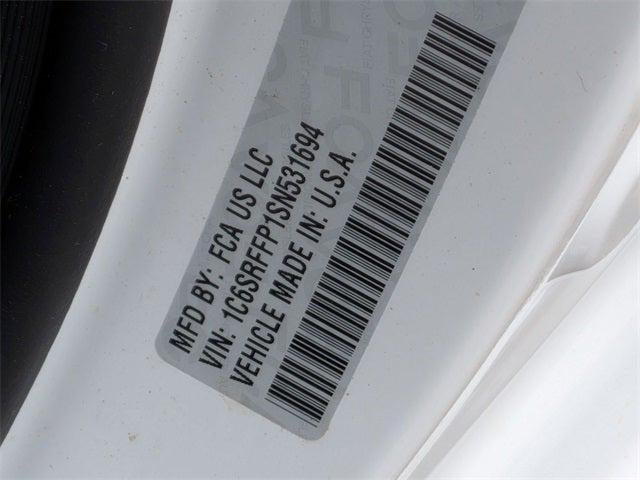 MFD BY: FCA US LLC
VIN: 1C6SRFFP1SN531694
VEHICLE MADE IN: U.S.A.